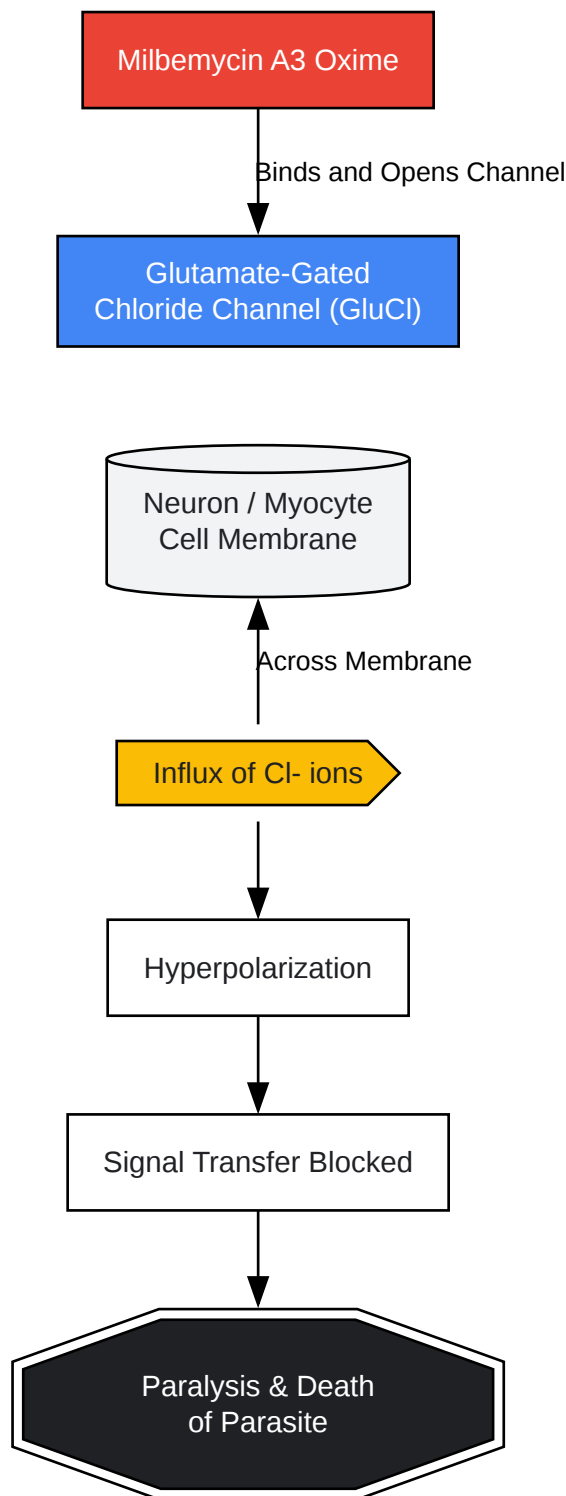 Milbemycin A3 Oxime
Binds and Opens Channel
Glutamate-Gated
Chloride Channel (GluCl)
Neuron / Myocyte
Cell Membrane
Across Membrane
Influx of Cl- ions
Hyperpolarization
Signal Transfer Blocked
Paralysis & Death
of Parasite